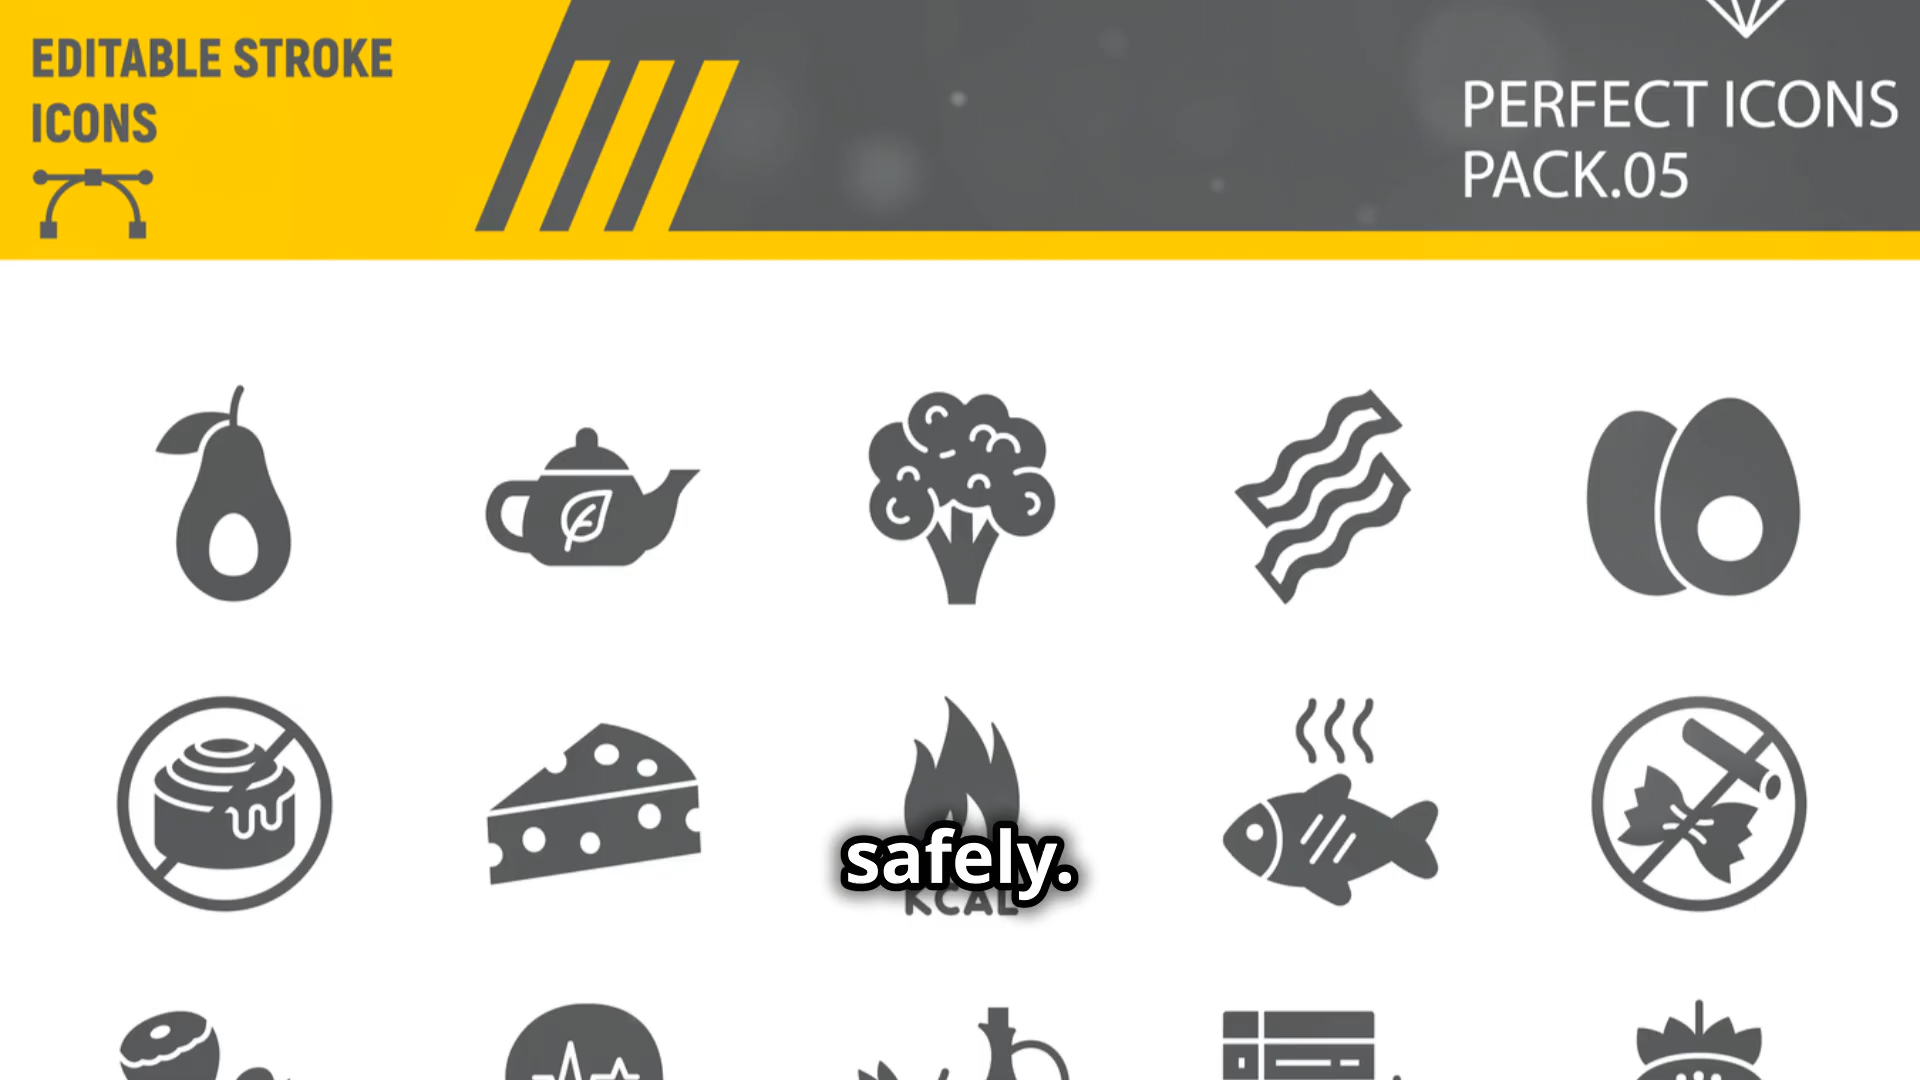 EDITABLE STROKE
ICONS
PERFECT ICONS
PACK.05
safely.
KCAL